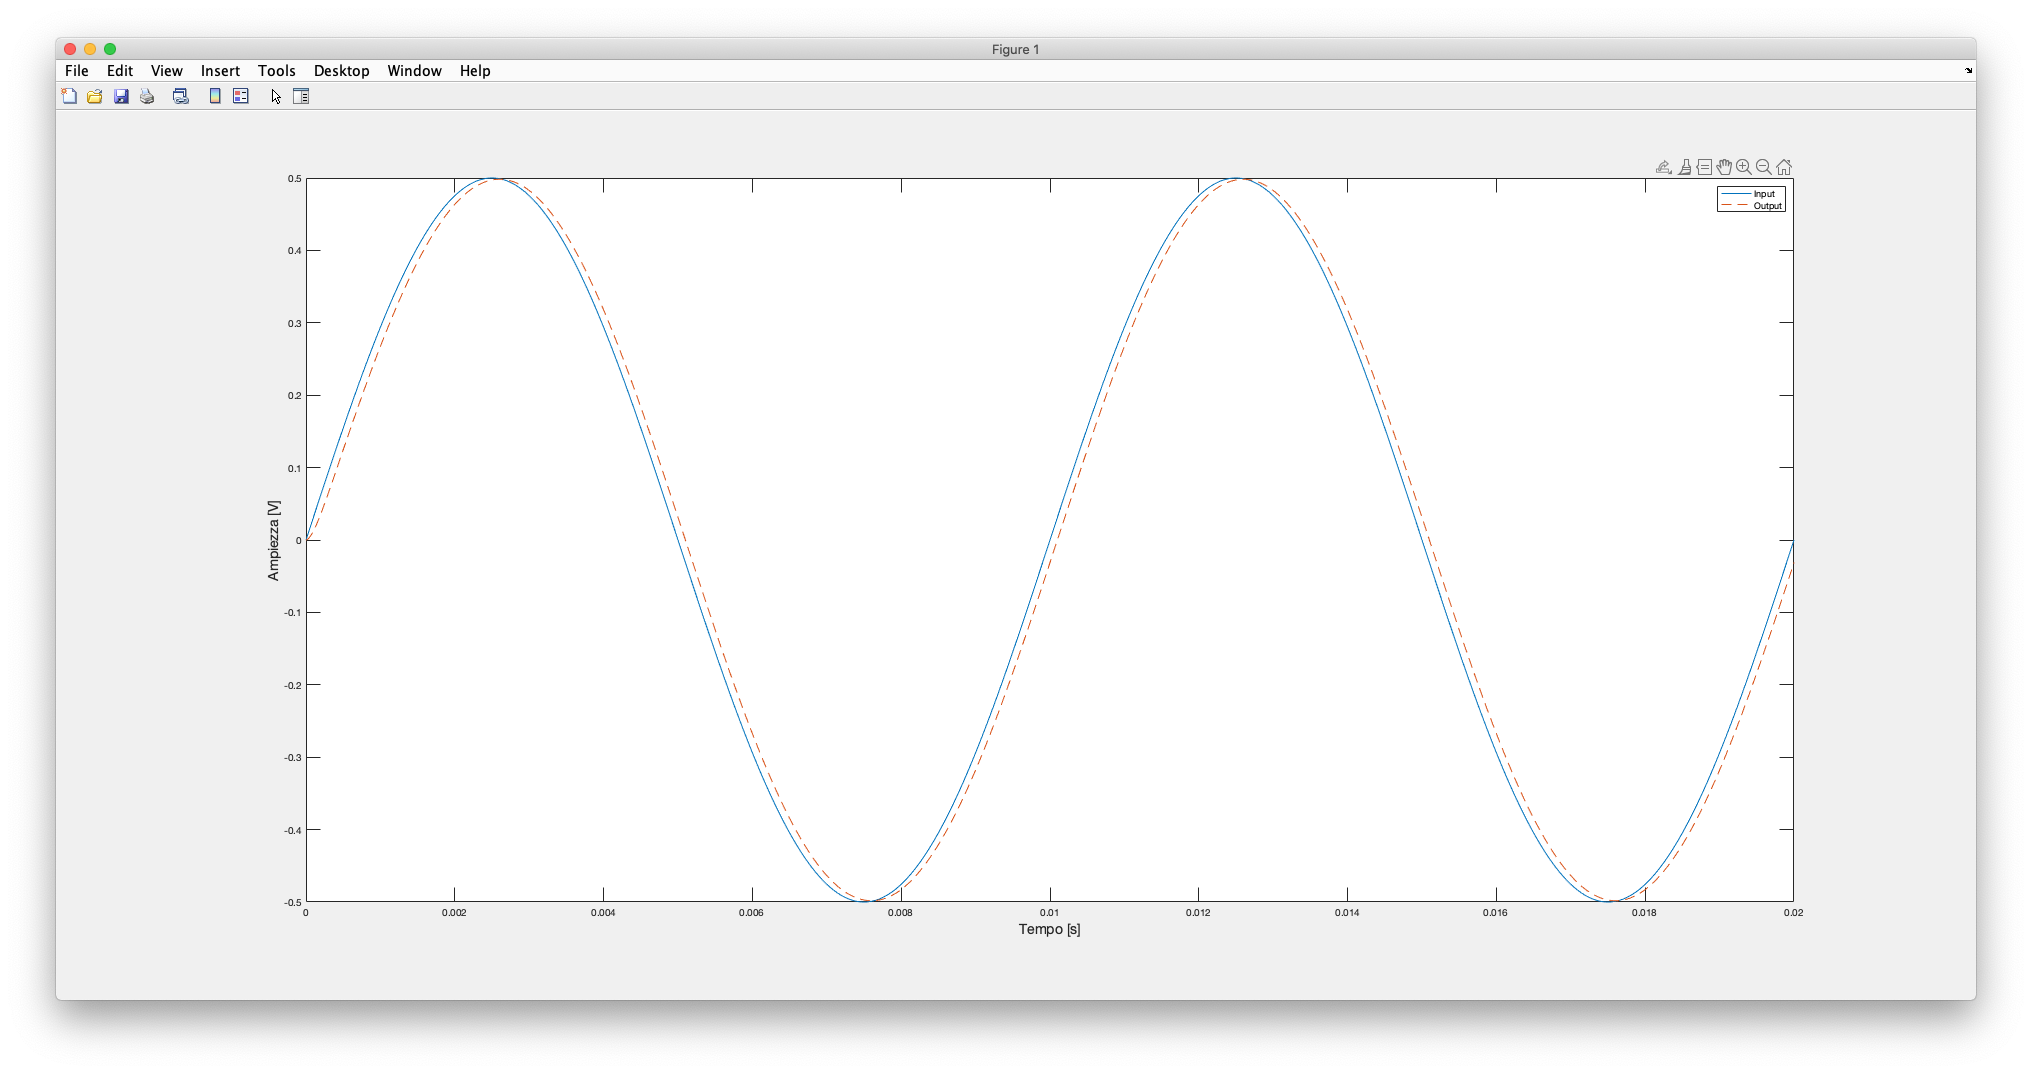 Figure 1
File Edit View Insert Tools Desktop Window Help
0.5
0.4
0.3
0.2
0.1
0
-0.1
-0.2
-0.3
-0.4
-0.5
Ampiezza [V]
Input
Output
0 0.002 0.004 0.006 0.008 0.01 0.012 0.014 0.016 0.018 0.02
Tempo [s]